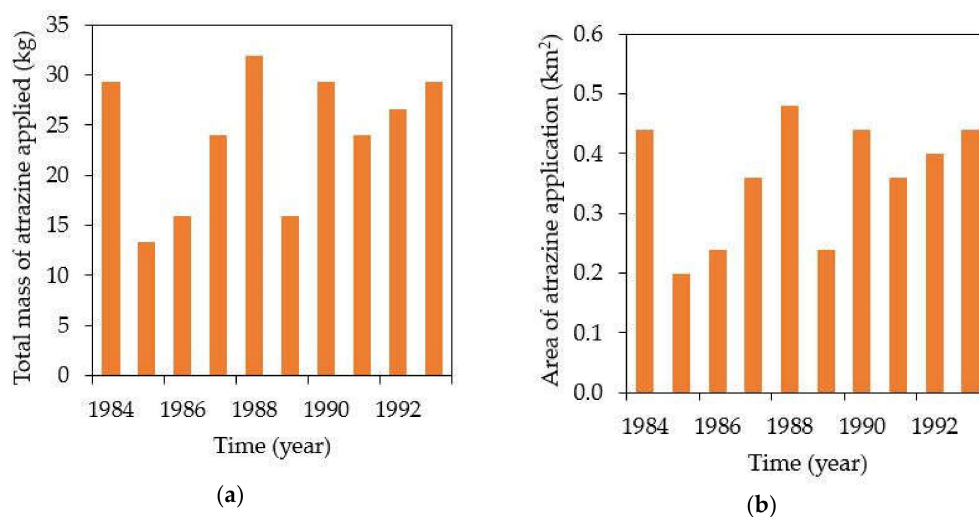 Total mass of atrazine applied (kg)
35
30
25
20
15
10
5
0
1984 1986 1988 1990 1992
Time (year)
(a)
Area of atrazine application (km²)
0.6
0.5
0.4
0.3
0.2
0.1
0.0
1984 1986 1988 1990 1992
Time (year)
(b)